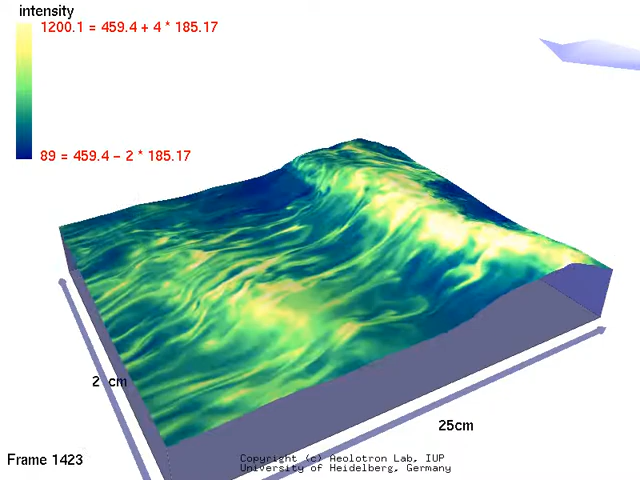 intensity
1200.1 = 459.4 + 4 * 185.17
89 = 459.4 − 2 * 185.17
2 cm
25cm
Frame 1423
Copyright (c) Aeolotron Lab, IUP
University of Heidelberg, Germany